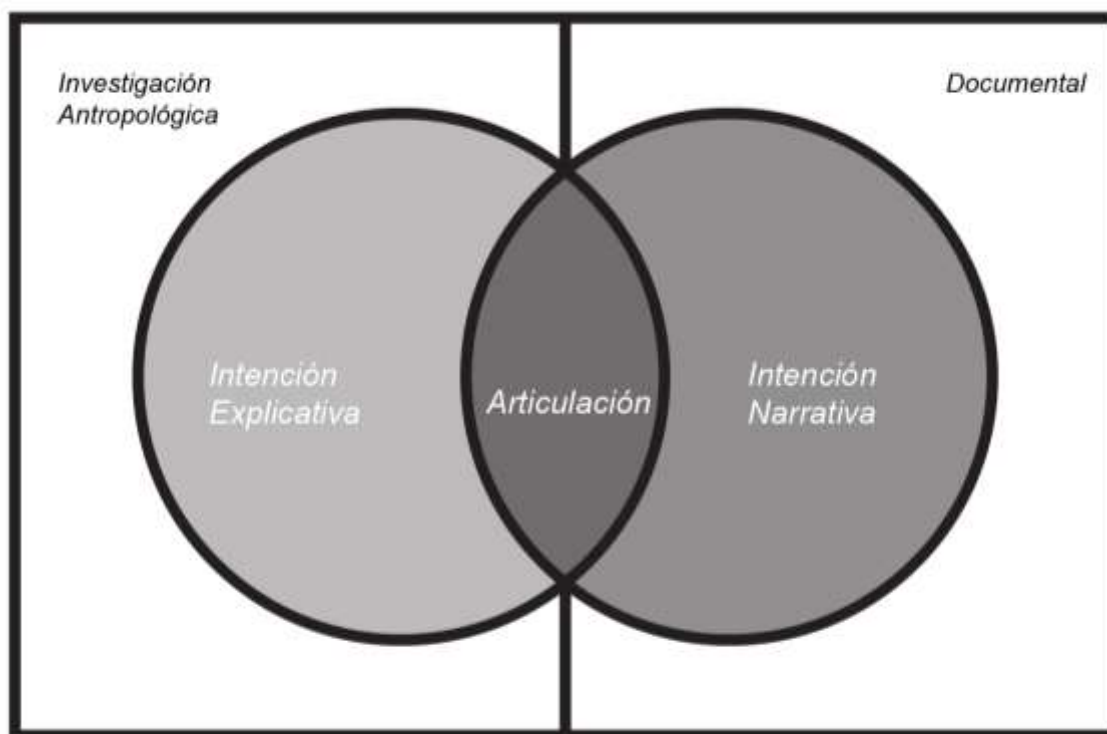 Investigación
Antropológica
Documental
Intención
Explicativa
Articulación
Intención
Narrativa